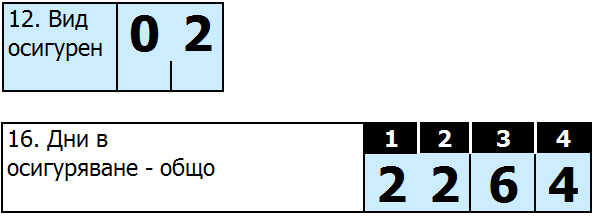 12. Вид
осигурен
0 2
16. Дни в
осигуряване - общо
1 2 3 4
2 2 6 4